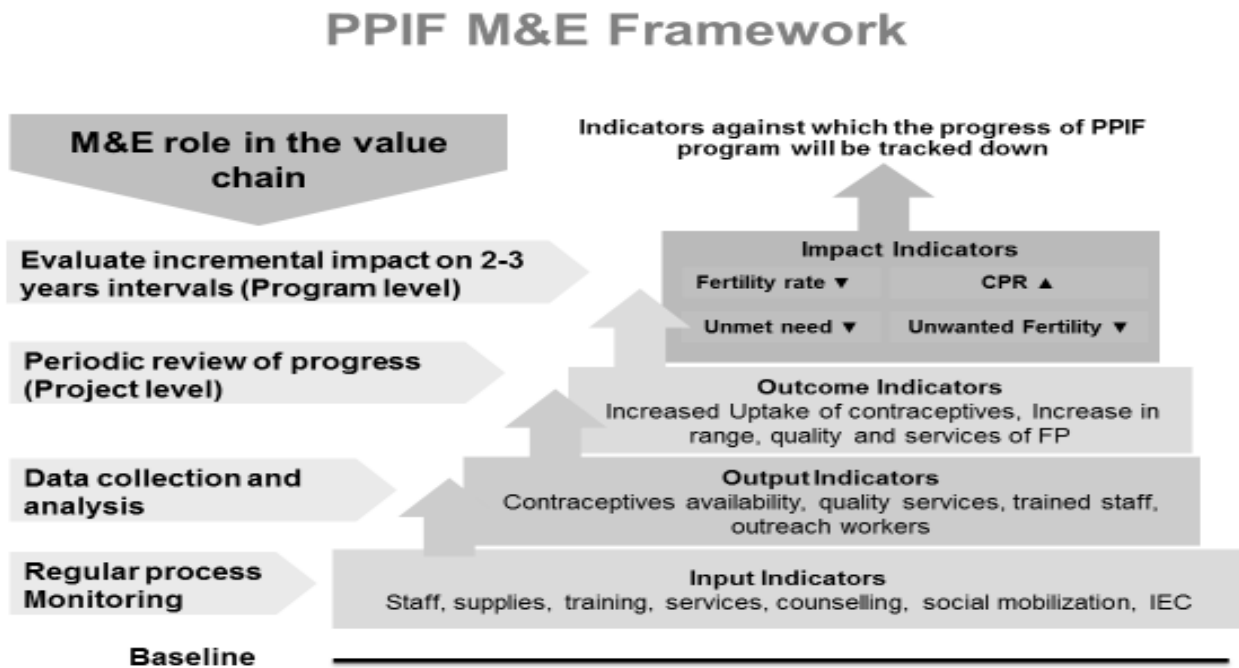 PPIF M&E Framework
M&E role in the value
chain
Indicators against which the progress of PPIF
program will be tracked down
Evaluate incremental impact on 2-3
years intervals (Program level)
Impact Indicators
Fertility rate ▼
CPR ▲
Unmet need ▼
Unwanted Fertility ▼
Periodic review of progress
(Project level)
Outcome Indicators
Increased Uptake of contraceptives, Increase in
range, quality and services of FP
Data collection and
analysis
Output Indicators
Contraceptives availability, quality services, trained staff,
outreach workers
Regular process
Monitoring
Input Indicators
Staff, supplies, training, services, counselling, social mobilization, IEC
Baseline